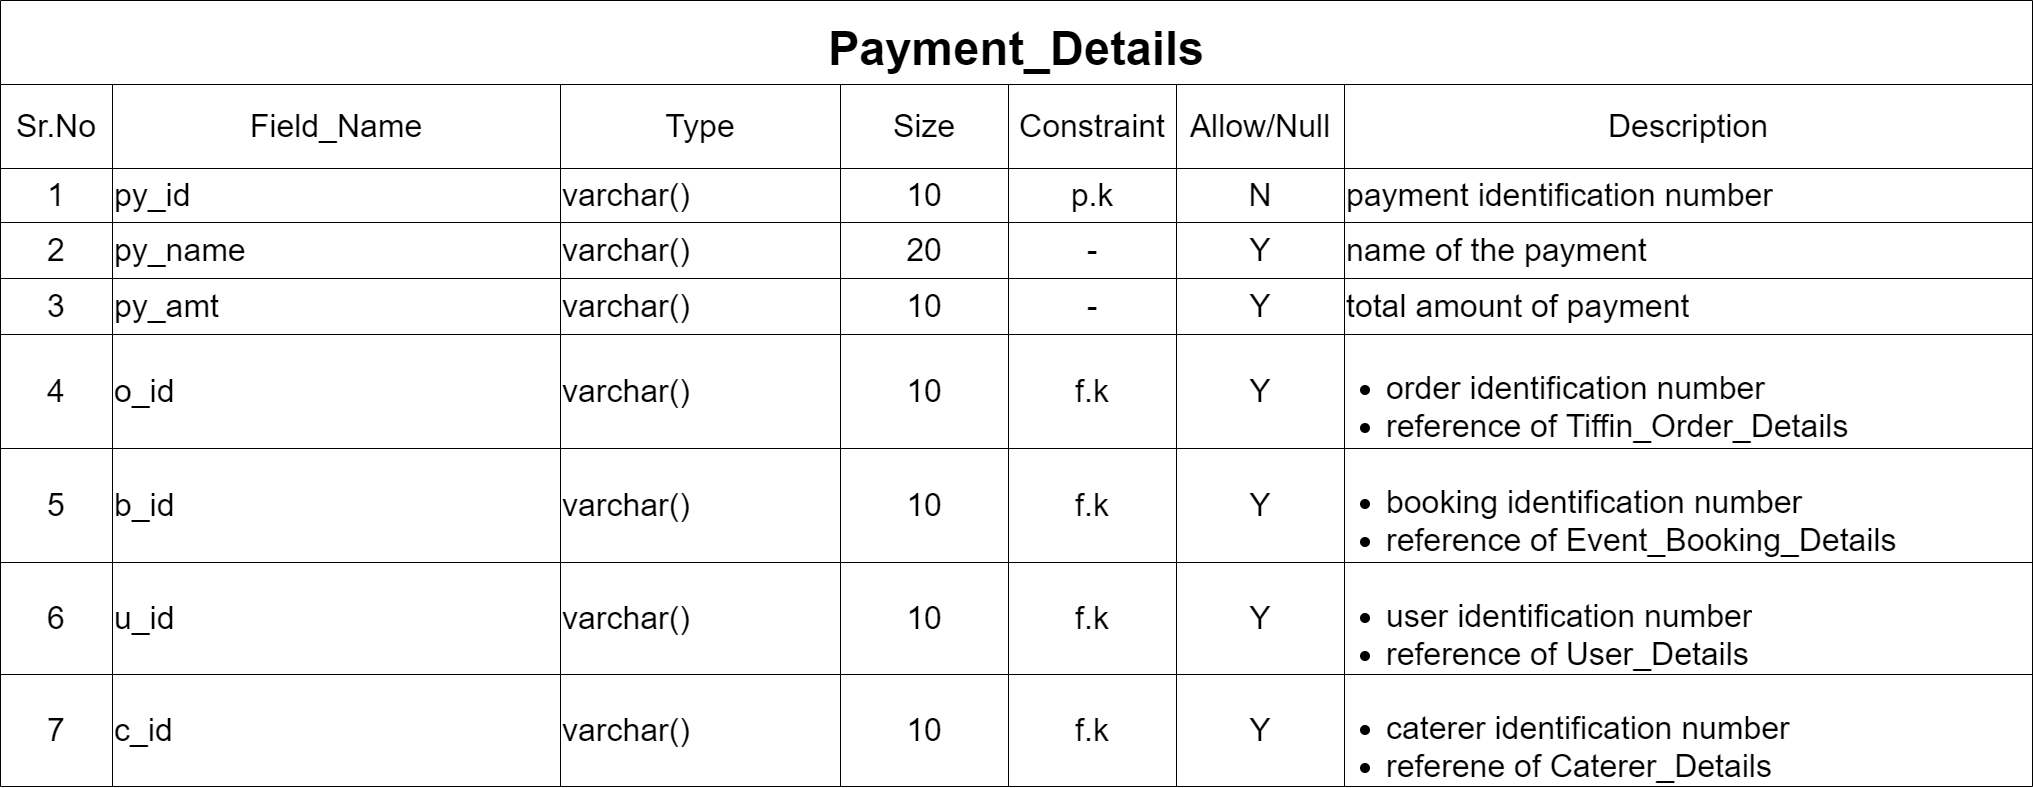 Payment_Details
Sr.No Field_Name Type Size Constraint Allow/Null Description
1 py_id varchar() 10 p.k N payment identification number
2 py_name varchar() 20 - Y name of the payment
3 py_amt varchar() 10 - Y total amount of payment
4 o_id varchar() 10 f.k Y • order identification number
• reference of Tiffin_Order_Details
5 b_id varchar() 10 f.k Y • booking identification number
• reference of Event_Booking_Details
6 u_id varchar() 10 f.k Y • user identification number
• reference of User_Details
7 c_id varchar() 10 f.k Y • caterer identification number
• referene of Caterer_Details